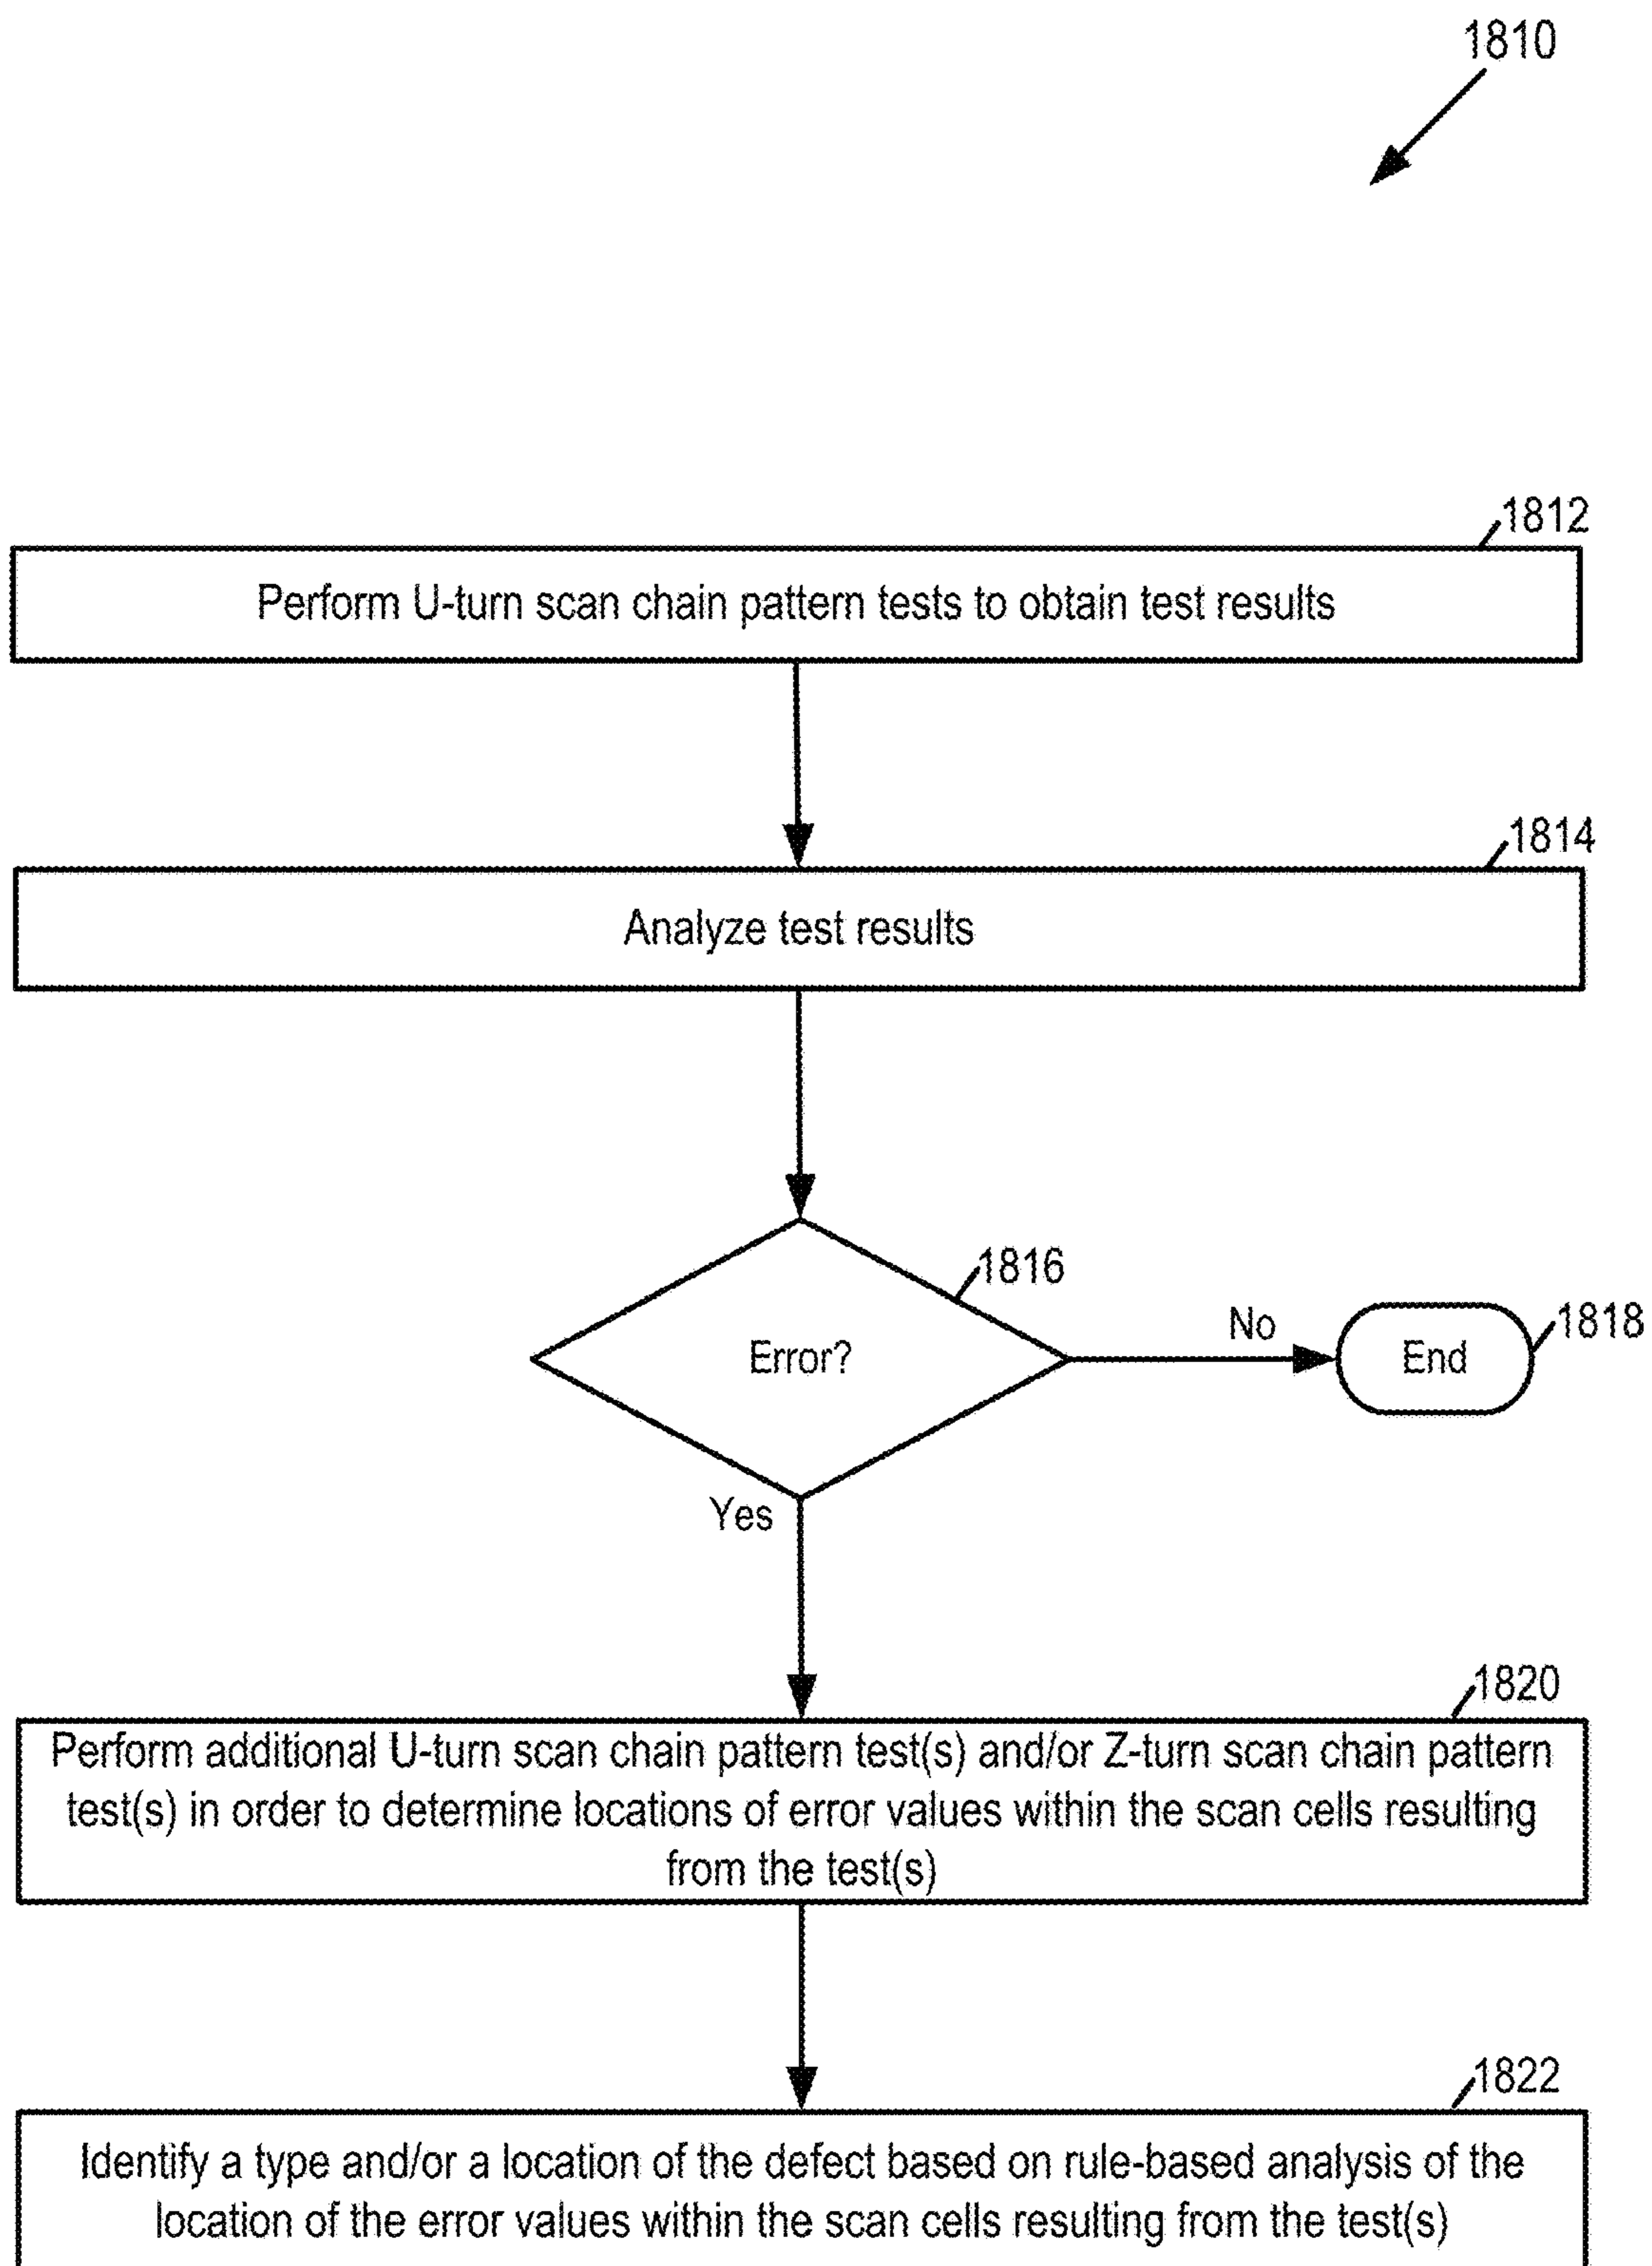 1810
1812
Perform U-turn scan chain pattern tests to obtain test results
1814
Analyze test results
1816
Error?
No
End
1818
Yes
1820
Perform additional U-turn scan chain pattern test(s) and/or Z-turn scan chain pattern
test(s) in order to determine locations of error values within the scan cells resulting
from the test(s)
1822
Identify a type and/or a location of the defect based on rule-based analysis of the
location of the error values within the scan cells resulting from the test(s)